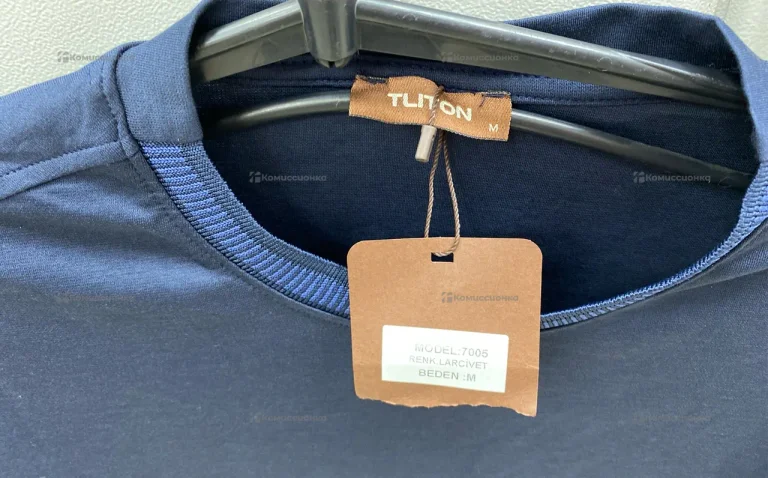 TLITON
M
MODEL:7005
RENK.LARCİVET
BEDEN :M
Комиссионка
Комиссионка
Комиссионка
Комиссионка